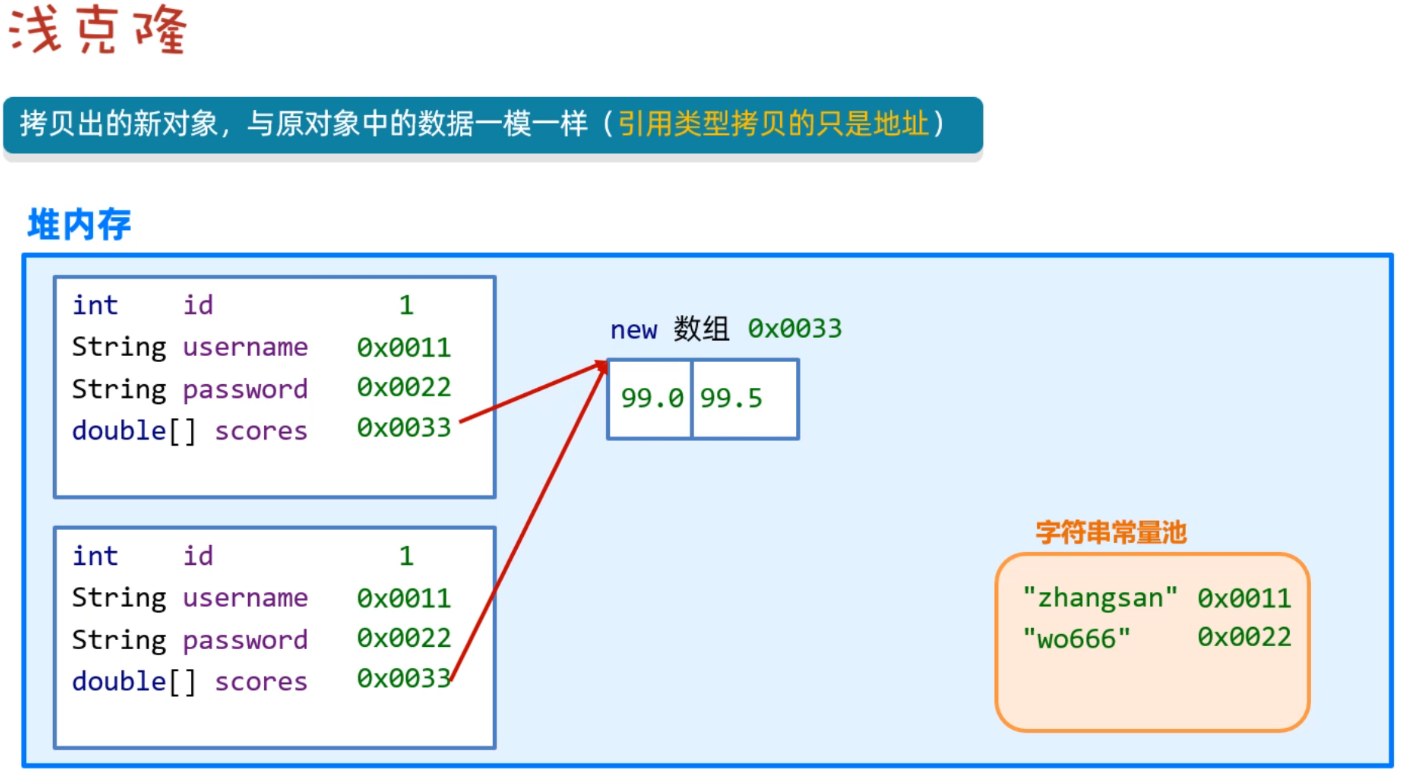 浅克隆
拷贝出的新对象，与原对象中的数据一模一样（引用类型拷贝的只是地址）
堆内存
int id 1
String username 0x0011
String password 0x0022
double[] scores 0x0033
new 数组 0x0033
99.0 99.5
int id 1
String username 0x0011
String password 0x0022
double[] scores 0x0033
字符串常量池
"zhangsan" 0x0011
"wo666" 0x0022